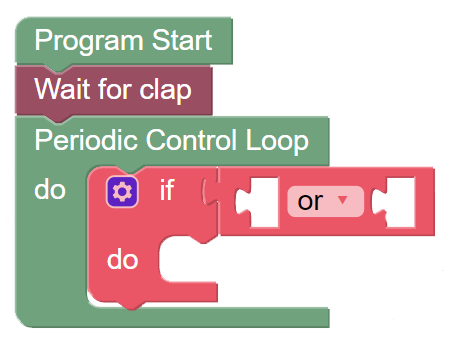 Program Start
Wait for clap
Periodic Control Loop
do if or
do